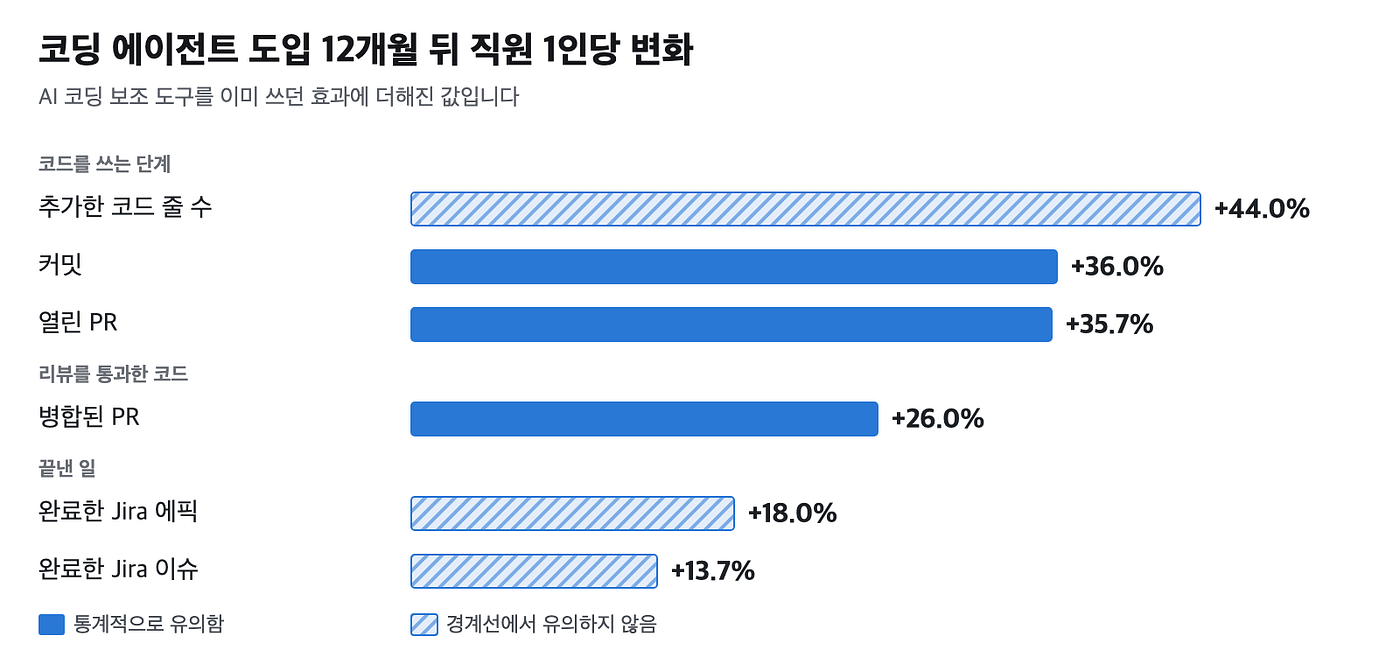 코딩 에이전트 도입 12개월 뒤 직원 1인당 변화
AI 코딩 보조 도구를 이미 쓰던 효과에 더해진 값입니다
코드를 쓰는 단계
추가한 코드 줄 수 +44.0%
커밋 +36.0%
열린 PR +35.7%
리뷰를 통과한 코드
병합된 PR +26.0%
끝낸 일
완료한 Jira 에픽 +18.0%
완료한 Jira 이슈 +13.7%
통계적으로 유의함 경계선에서 유의하지 않음